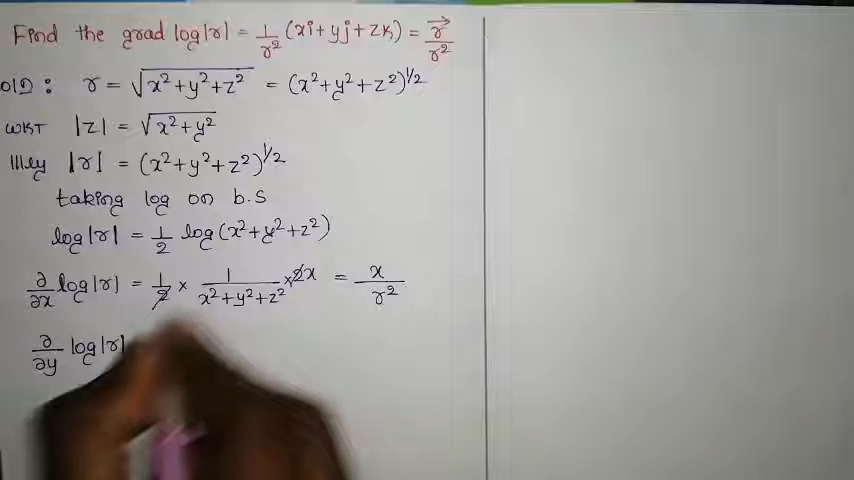 Find the grad log|r| = 1/r² (xi+yj+zk) = r⃗/r²
r = √x²+y²+z² = (x²+y²+z²)^1/2
WKT |z| = √x²+y²
|||ly |r| = (x²+y²+z²)^1/2
taking log on b.s
log|r| = 1/2 log(x²+y²+z²)
∂/∂x log|r| = 1/2 × 1/x²+y²+z² ×2x = x/r²
∂/∂y log|r|